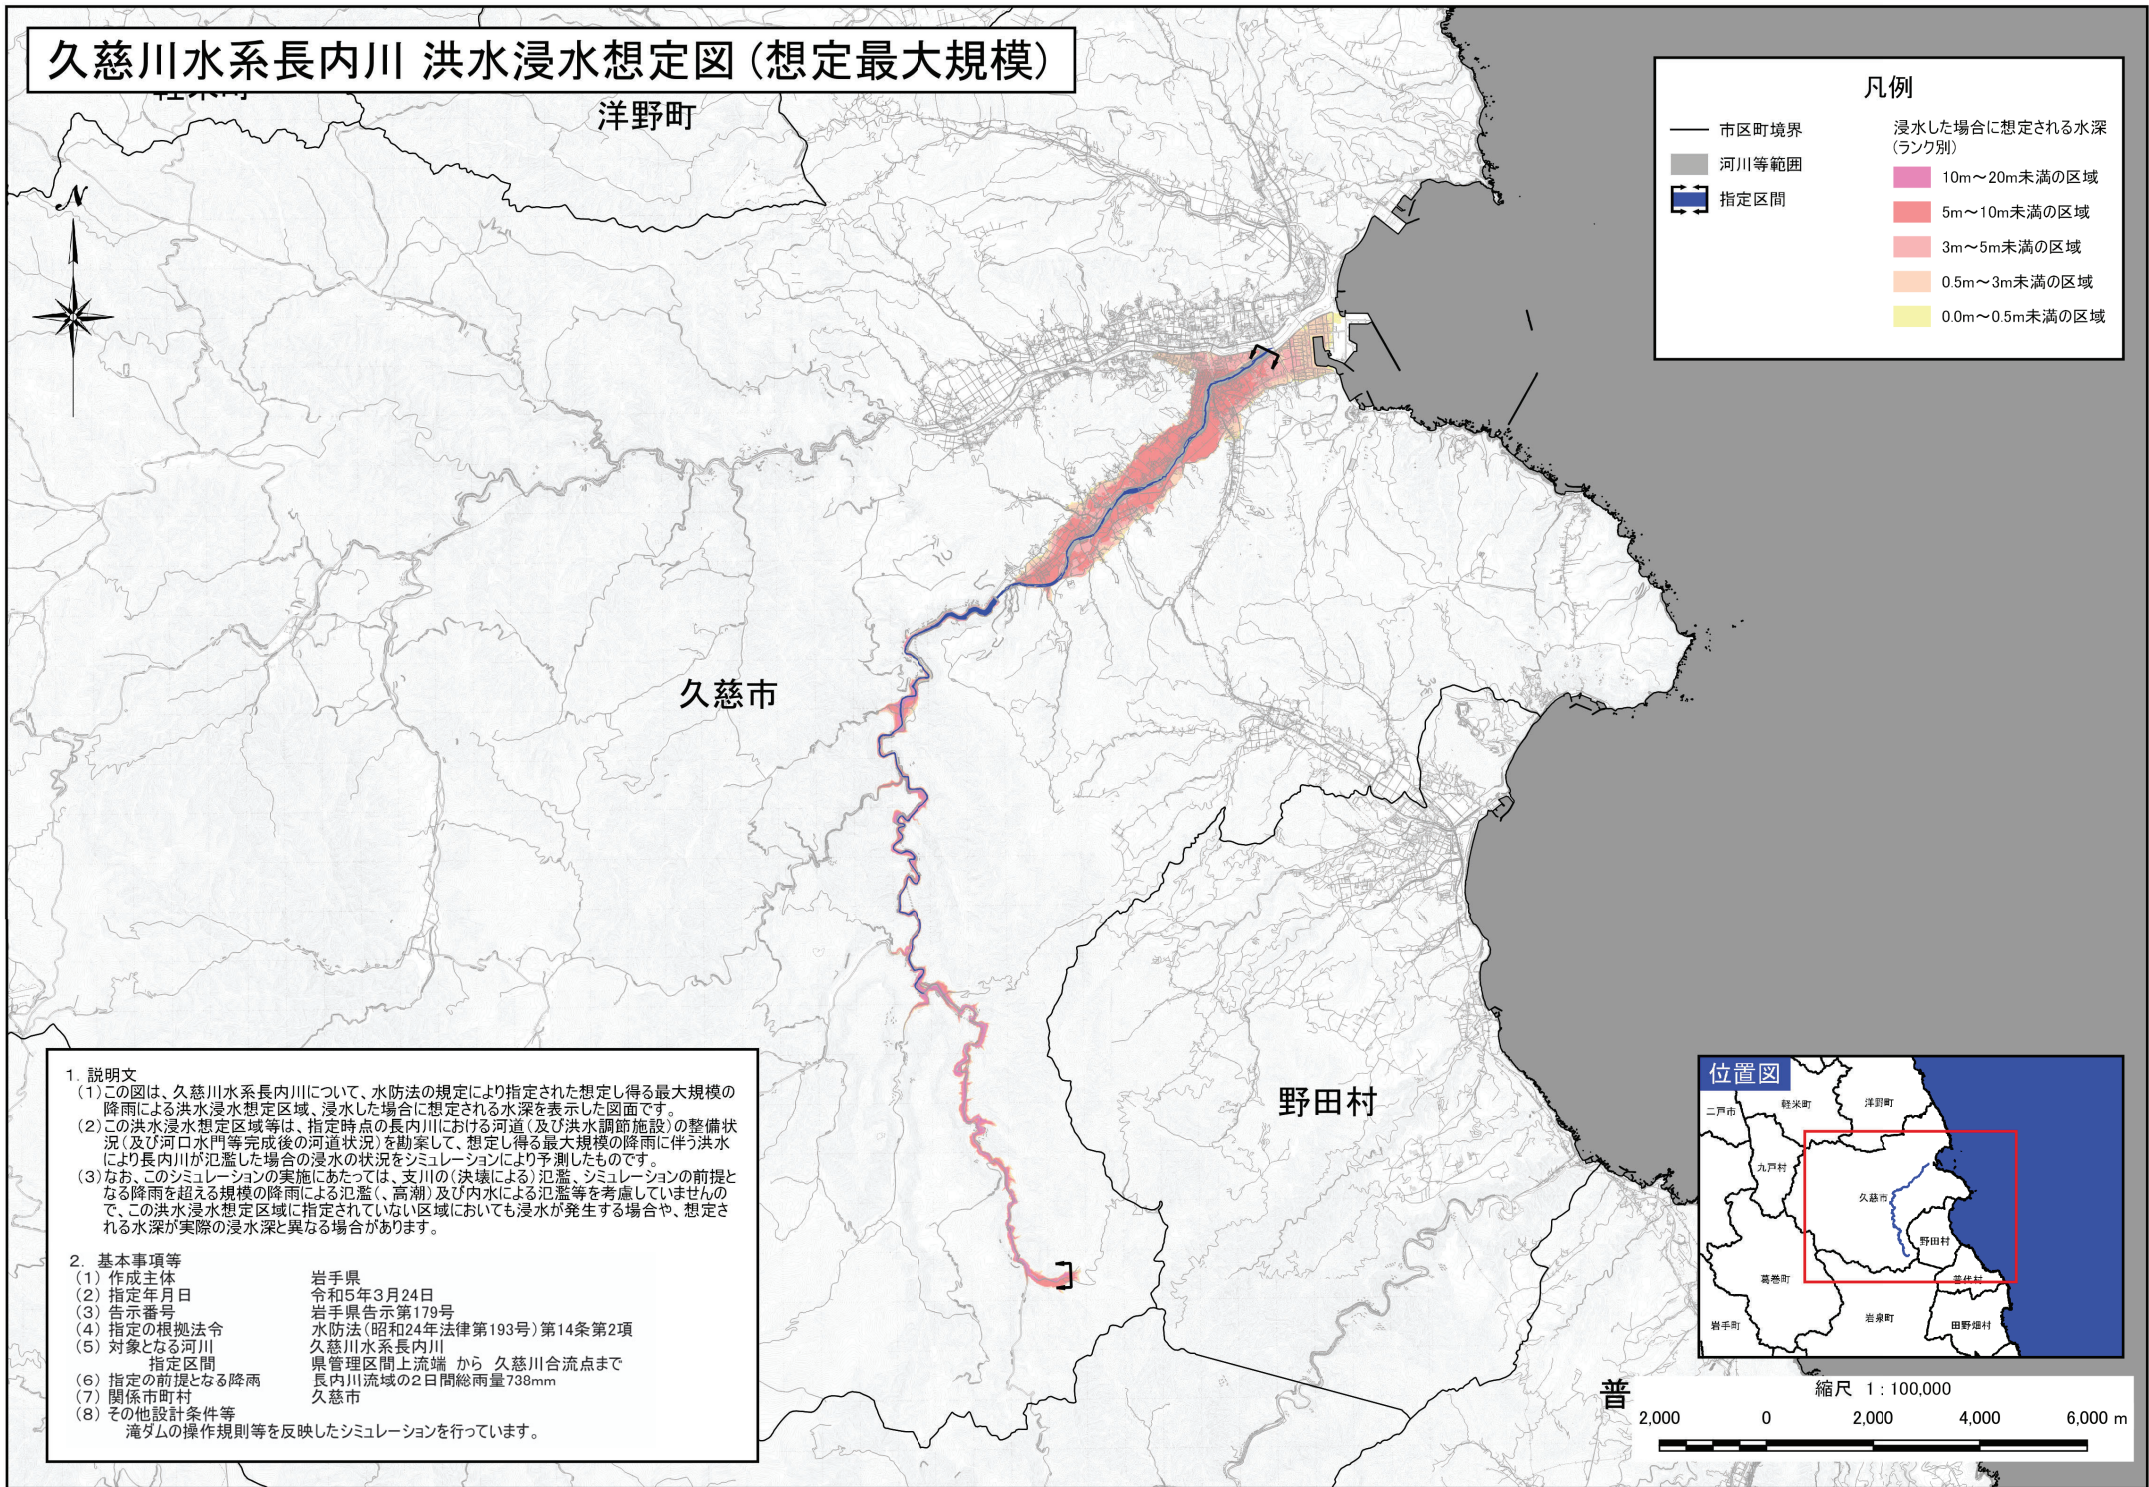 久慈川水系長内川 洪水浸水想定図（想定最大規模）
洋野町
凡例
市区町境界
河川等範囲
指定区間
浸水した場合に想定される水深
（ランク別）
10m～20m未満の区域
5m～10m未満の区域
3m～5m未満の区域
0.5m～3m未満の区域
0.0m～0.5m未満の区域
N
久慈市
野田村
普
1. 説明文
（1）この図は、久慈川水系長内川について、水防法の規定により指定された想定し得る最大規模の
降雨による洪水浸水想定区域、浸水した場合に想定される水深を表示した図面です。
（2）この洪水浸水想定区域等は、指定時点の長内川における河道（及び洪水調節施設）の整備状
況（及び河口水門等完成後の河道状況）を勘案して、想定し得る最大規模の降雨に伴う洪水
により長内川が氾濫した場合の浸水の状況をシミュレーションにより予測したものです。
（3）なお、このシミュレーションの実施にあたっては、支川の（決壊による）氾濫、シミュレーションの前提と
なる降雨を超える規模の降雨による氾濫（、高潮）及び内水による氾濫等を考慮していませんの
で、この洪水浸水想定区域に指定されていない区域においても浸水が発生する場合や、想定さ
れる水深が実際の浸水深と異なる場合があります。
2. 基本事項等
（1）作成主体 岩手県
（2）指定年月日 令和5年3月24日
（3）告示番号 岩手県告示第179号
（4）指定の根拠法令 水防法（昭和24年法律第193号）第14条第2項
（5）対象となる河川 久慈川水系長内川
指定区間 県管理区間上流端 から 久慈川合流点まで
（6）指定の前提となる降雨 長内川流域の2日間総雨量738mm
（7）関係市町村 久慈市
（8）その他設計条件等
滝ダムの操作規則等を反映したシミュレーションを行っています。
位置図
二戸市
軽米町
洋野町
九戸村
久慈市
野田村
葛巻町
普代村
岩手町
岩泉町
田野畑村
縮尺 1：100,000
2,000 0 2,000 4,000 6,000 m